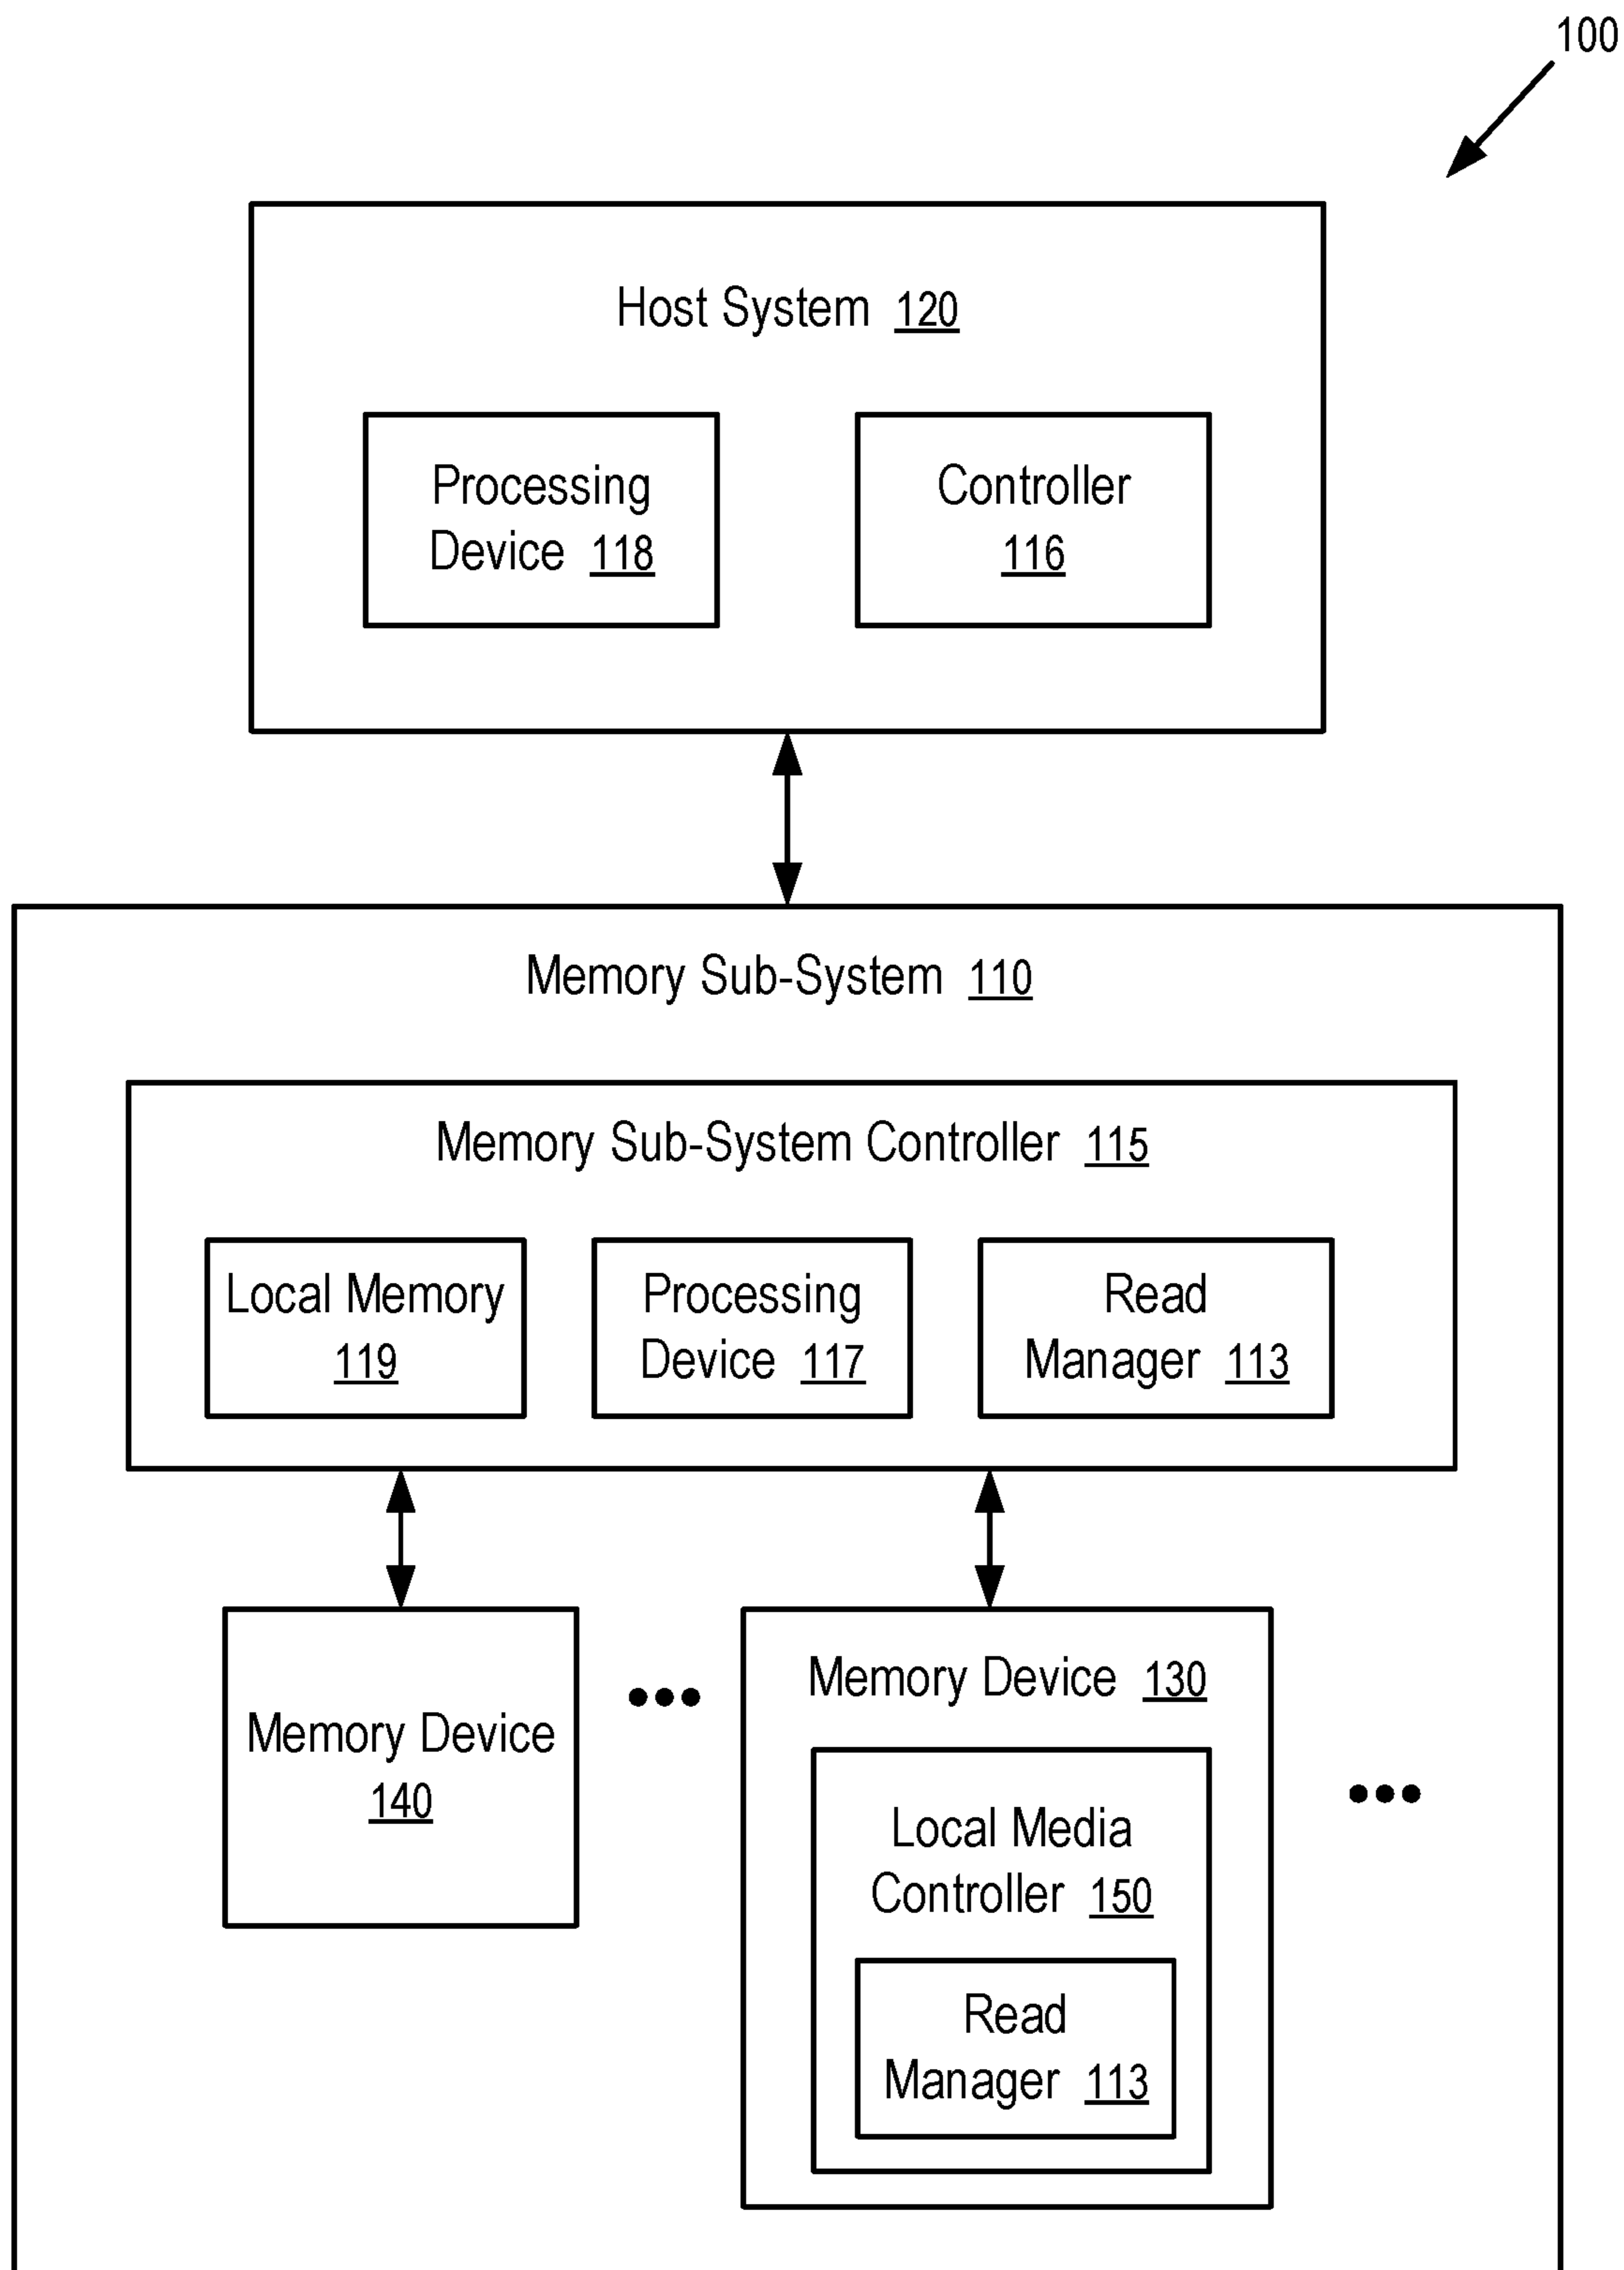 100
Host System 120
Processing
Device 118
Controller
116
Memory Sub-System 110
Memory Sub-System Controller 115
Local Memory
119
Processing
Device 117
Read
Manager 113
Memory Device
140
Memory Device 130
Local Media
Controller 150
Read
Manager 113